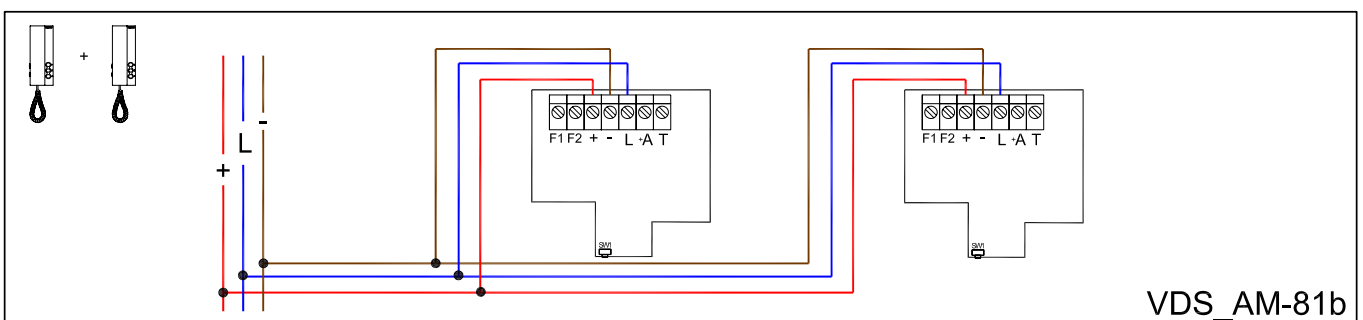 +
-
L
+
F1 F2 + - L +A T
SW1
F1 F2 + - L +A T
SW1
VDS_AM-81b